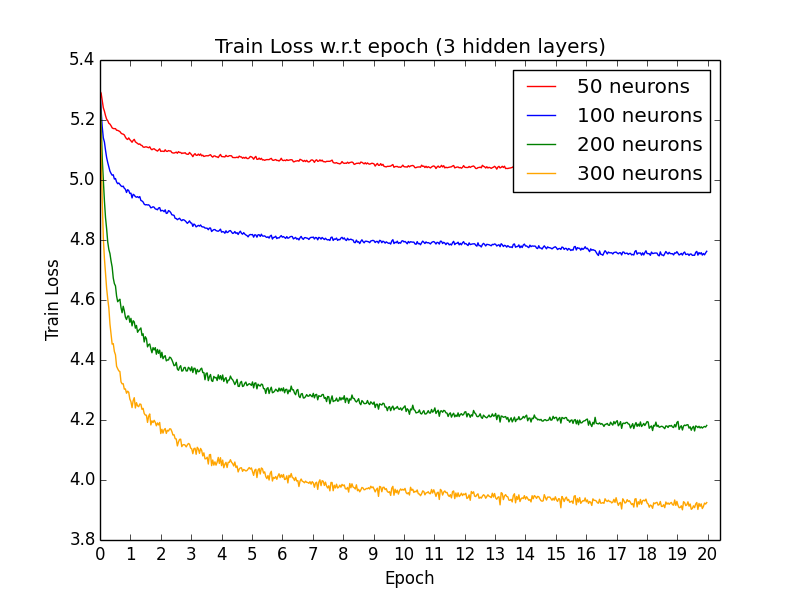 Train Loss w.r.t epoch (3 hidden layers)
5.4
5.2
5.0
4.8
4.6
4.4
4.2
4.0
3.8
Train Loss
50 neurons
100 neurons
200 neurons
300 neurons
0 1 2 3 4 5 6 7 8 9 10 11 12 13 14 15 16 17 18 19 20
Epoch